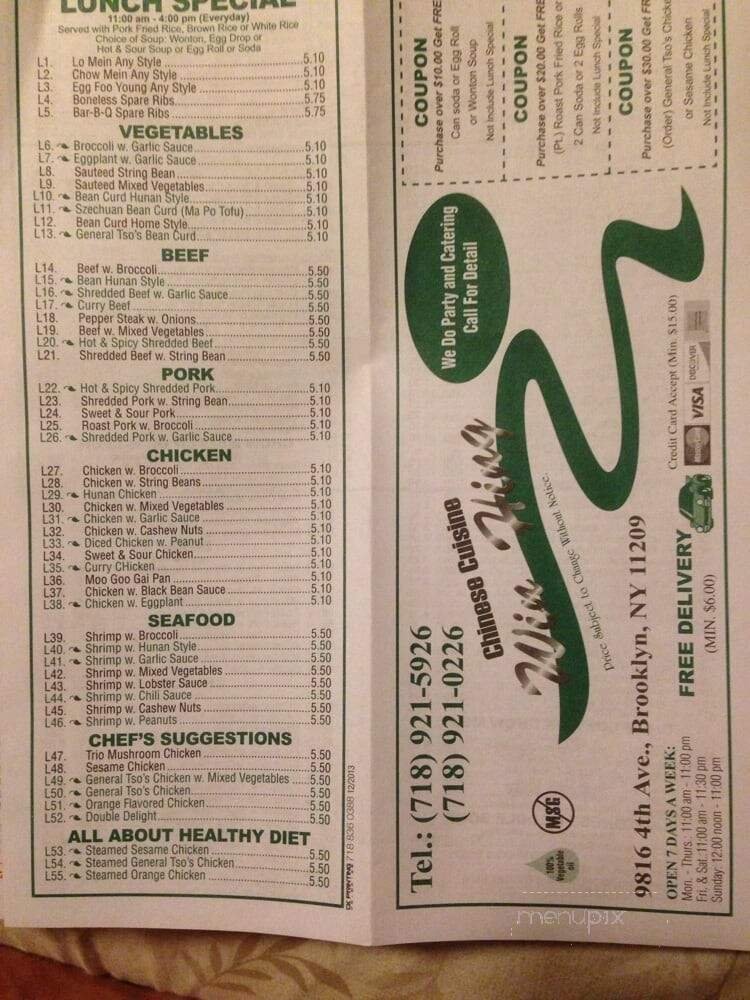 LUNCH SPECIAL
11:00 am - 4:00 pm (Everyday)
Served with Pork Fried Rice, Brown Rice or White Rice
Choice of Soup: Wonton, Egg Drop or
Hot & Sour Soup or Egg Roll or Soda
L1. Lo Mein Any Style 5.10
L2. Chow Mein Any Style 5.10
L3. Egg Foo Young Any Style 5.10
L4. Boneless Spare Ribs 5.75
L5. Bar-B-Q Spare Ribs 5.75
VEGETABLES
L6. Broccoli w. Garlic Sauce 5.10
L7. Eggplant w. Garlic Sauce 5.10
L8. Sauteed String Bean 5.10
L9. Sauteed Mixed Vegetables 5.10
L10. Bean Curd Hunan Style 5.10
L11. Szechuan Bean Curd (Ma Po Tofu) 5.10
L12. Bean Curd Home Style 5.10
L13. General Tso's Bean Curd 5.10
BEEF
L14. Beef w. Broccoli 5.50
L15. Bean Hunan Style 5.50
L16. Shredded Beef w. Garlic Sauce 5.50
L17. Curry Beef 5.50
L18. Pepper Steak w. Onions 5.50
L19. Beef w. Mixed Vegetables 5.50
L20. Hot & Spicy Shredded Beef 5.50
L21. Shredded Beef w. String Bean 5.50
PORK
L22. Hot & Spicy Shredded Pork 5.10
L23. Shredded Pork w. String Bean 5.10
L24. Sweet & Sour Pork 5.10
L25. Roast Pork w. Broccoli 5.10
L26. Shredded Pork w. Garlic Sauce 5.10
CHICKEN
L27. Chicken w. Broccoli 5.10
L28. Chicken w. String Beans 5.10
L29. Hunan Chicken 5.10
L30. Chicken w. Mixed Vegetables 5.10
L31. Chicken w. Garlic Sauce 5.10
L32. Chicken w. Cashew Nuts 5.10
L33. Diced Chicken w. Peanut 5.10
L34. Sweet & Sour Chicken 5.10
L35. Curry CHicken 5.10
L36. Moo Goo Gai Pan 5.10
L37. Chicken w. Black Bean Sauce 5.10
L38. Chicken w. Eggplant 5.10
SEAFOOD
L39. Shrimp w. Broccoli 5.50
L40. Shrimp w. Hunan Style 5.50
L41. Shrimp w. Garlic Sauce 5.50
L42. Shrimp w. Mixed Vegetables 5.50
L43. Shrimp w. Lobster Sauce 5.50
L44. Shrimp w. Chili Sauce 5.50
L45. Shrimp w. Cashew Nuts 5.50
L46. Shrimp w. Peanuts 5.50
CHEF'S SUGGESTIONS
L47. Trio Mushroom Chicken 5.50
L48. Sesame Chicken 5.50
L49. General Tso's Chicken w. Mixed Vegetables 5.50
L50. General Tso's Chicken 5.50
L51. Orange Flavored Chicken 5.50
L52. Double Delight 5.50
ALL ABOUT HEALTHY DIET
L53. Steamed Sesame Chicken 5.50
L54. Steamed General Tso's Chicken 5.50
L55. Steamed Orange Chicken 5.50
12/2013
COUPON
Purchase over $10.00 Get FRE
Can soda or Egg Roll
or Wonton Soup
Not Include Lunch Special
COUPON
Purchase over $20.00 Get FRE
(Pt.) Roast Pork Fried Rice or
2 Can Soda or 2 Egg Rolls
Not Include Lunch Special
COUPON
Purchase over $30.00 Get FR
(Order) General Tao's Chicke
or Sesame Chicken
Not Include Lunch Special
We Do Party and Catering
Call For Detail
Tel.: (718) 921-5926
(718) 921-0226
Chinese Cuisine
Win Hing
Price Subject to Change Without Notice.
MSG
100%
Vegetable
oil
9816 4th Ave., Brooklyn, NY 11209
OPEN 7 DAYS A WEEK:
Mon. - Thurs.: 11:00 am - 11:00 pm
Fri. & Sat.: 11:00 am - 11:30 pm
Sunday: 12:00 noon - 11:00 pm
FREE DELIVERY
(MIN. $6.00)
Credit Card Accept (Min. $15.00)
VISA
DISCOVER
menupix